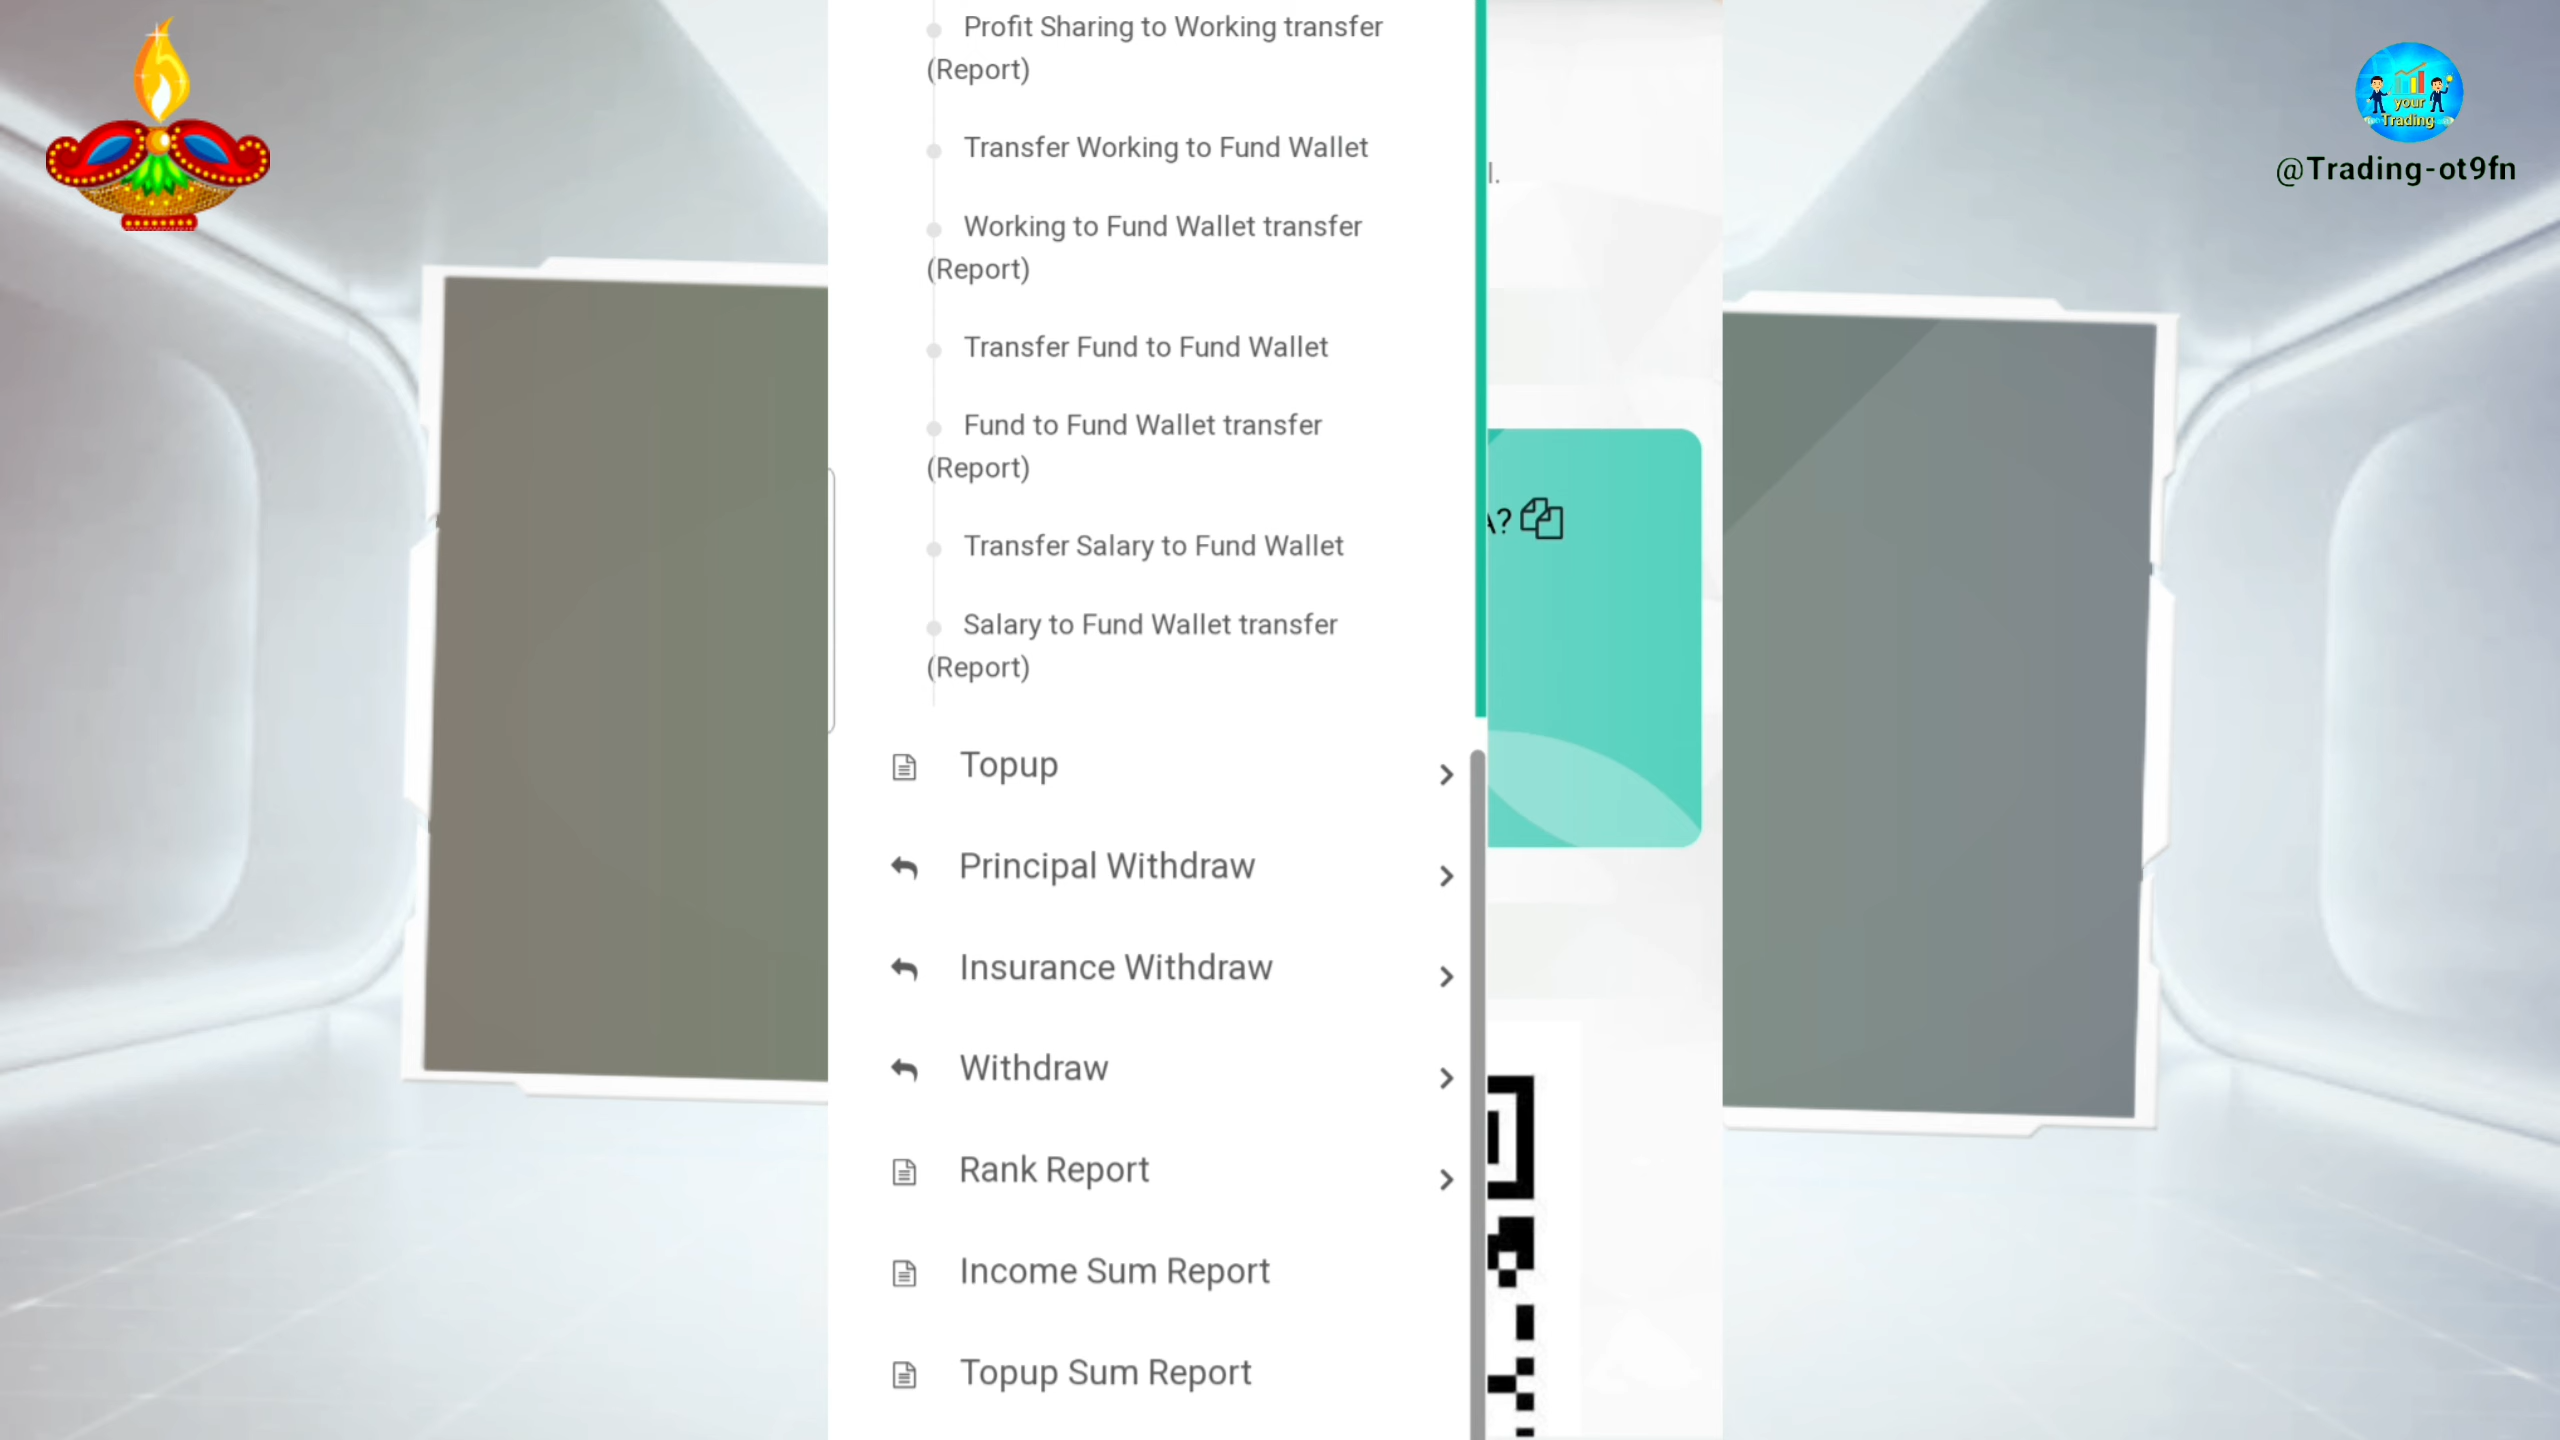 Profit Sharing to Working transfer
(Report)
Transfer Working to Fund Wallet
Working to Fund Wallet transfer
(Report)
Transfer Fund to Fund Wallet
Fund to Fund Wallet transfer
(Report)
Transfer Salary to Fund Wallet
Salary to Fund Wallet transfer
(Report)
Topup
Principal Withdraw
Insurance Withdraw
Withdraw
Rank Report
Income Sum Report
Topup Sum Report
l.
A?
your
Trading
@Trading-ot9fn